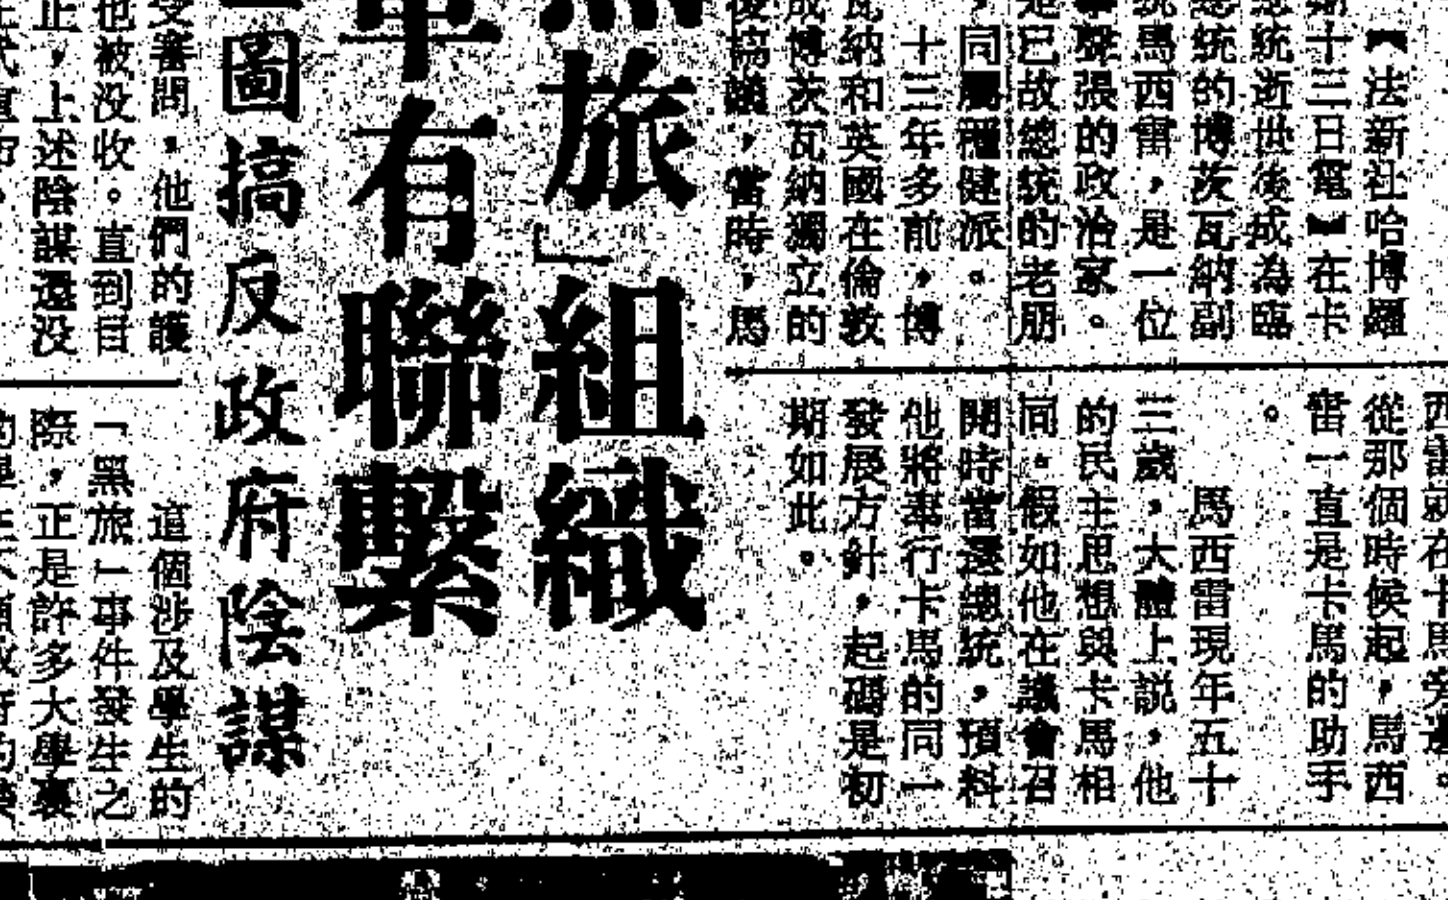 【法新社哈博羅
十三日電】在卡
總統逝世後成為臨
總統的博茨瓦納副
統馬西雷，是一位
聲張的政治家。
是已故總統的老朋
，同屬穩健派。
十三年多前，博
瓦納和英國在倫敦
成博茨瓦納獨立的
後協議，當時，馬
西雷就在卡馬旁邊。
從那個時候起，馬西
雷一直是卡馬的助手
。
馬西雷現年五十
三歲，大體上說，他
的民主思想與卡馬相
同。假如他在議會召
開時當選總統，預料
他將奉行卡馬的同一
發展方針，起碼是初
期如此。
旅」組織
有聯繫
圖搞反政府陰謀
受審問，他們的護
也被没收。直到目
止，上述陰謀還没
這個涉及學生的
「黑旅」事件發生之
際，正是許多大學裏